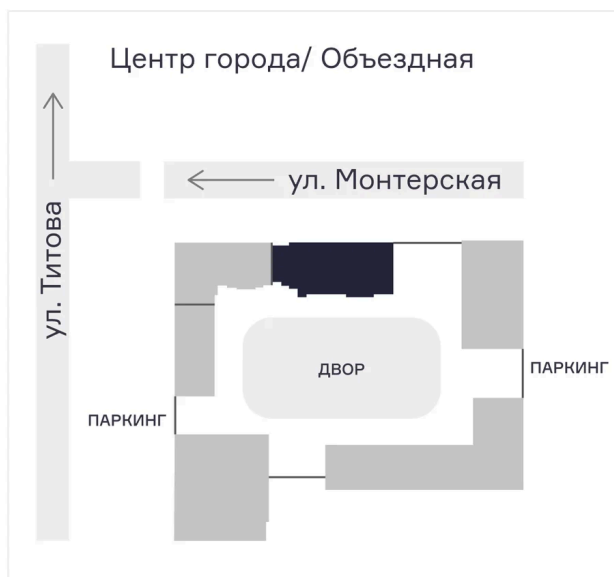 Центр города/ Объездная
ул. Монтерская
ул. Титова
ДВОР
ПАРКИНГ
ПАРКИНГ